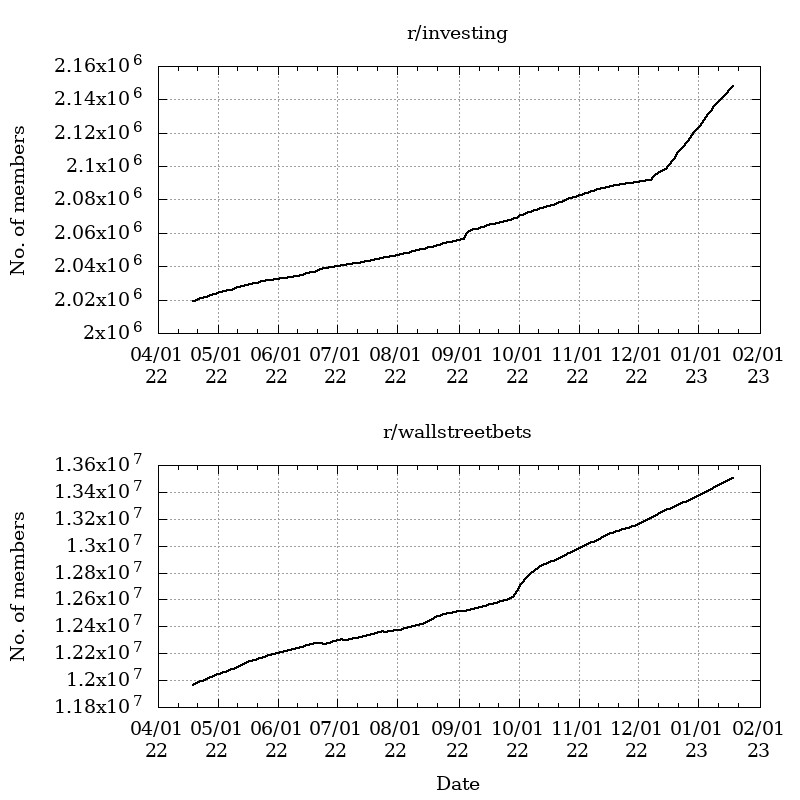 r/investing
No. of members
2.16x10^6
2.14x10^6
2.12x10^6
2.1x10^6
2.08x10^6
2.06x10^6
2.04x10^6
2.02x10^6
2x10^6
04/01 05/01 06/01 07/01 08/01 09/01 10/01 11/01 12/01 01/01 02/01
22 22 22 22 22 22 22 22 22 23 23
r/wallstreetbets
No. of members
1.36x10^7
1.34x10^7
1.32x10^7
1.3x10^7
1.28x10^7
1.26x10^7
1.24x10^7
1.22x10^7
1.2x10^7
1.18x10^7
04/01 05/01 06/01 07/01 08/01 09/01 10/01 11/01 12/01 01/01 02/01
22 22 22 22 22 22 22 22 22 23 23
Date